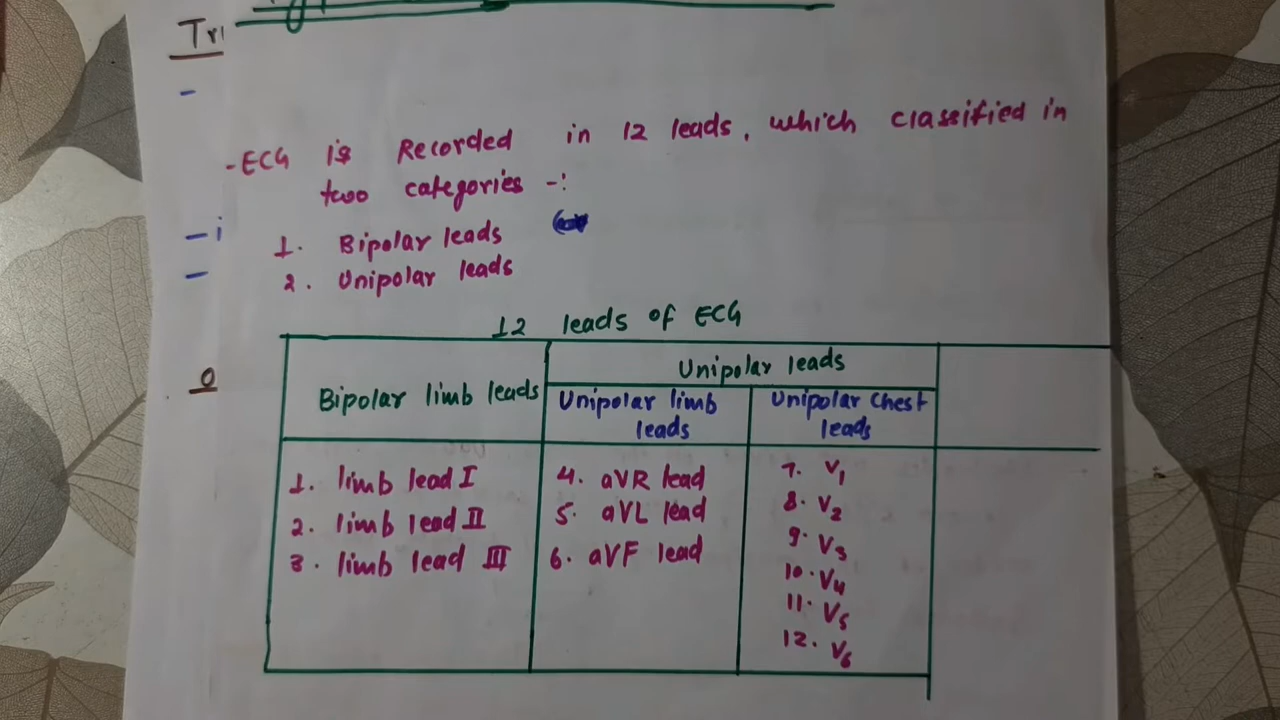 Tri
-
-ECG is Recorded in 12 leads, which classified in
two categories -:
- i
1. Bipolar leads
-
2. Unipolar leads
12 leads of ECG
Unipolar leads
0
Bipolar limb leads
Unipolar limb
leads
Unipolar Chest
leads
1. limb lead I
2. limb lead II
3. limb lead III
4. aVR lead
5. aVL lead
6. aVF lead
7. V1
8. V2
9. V3
10. V4
11. V5
12. V6